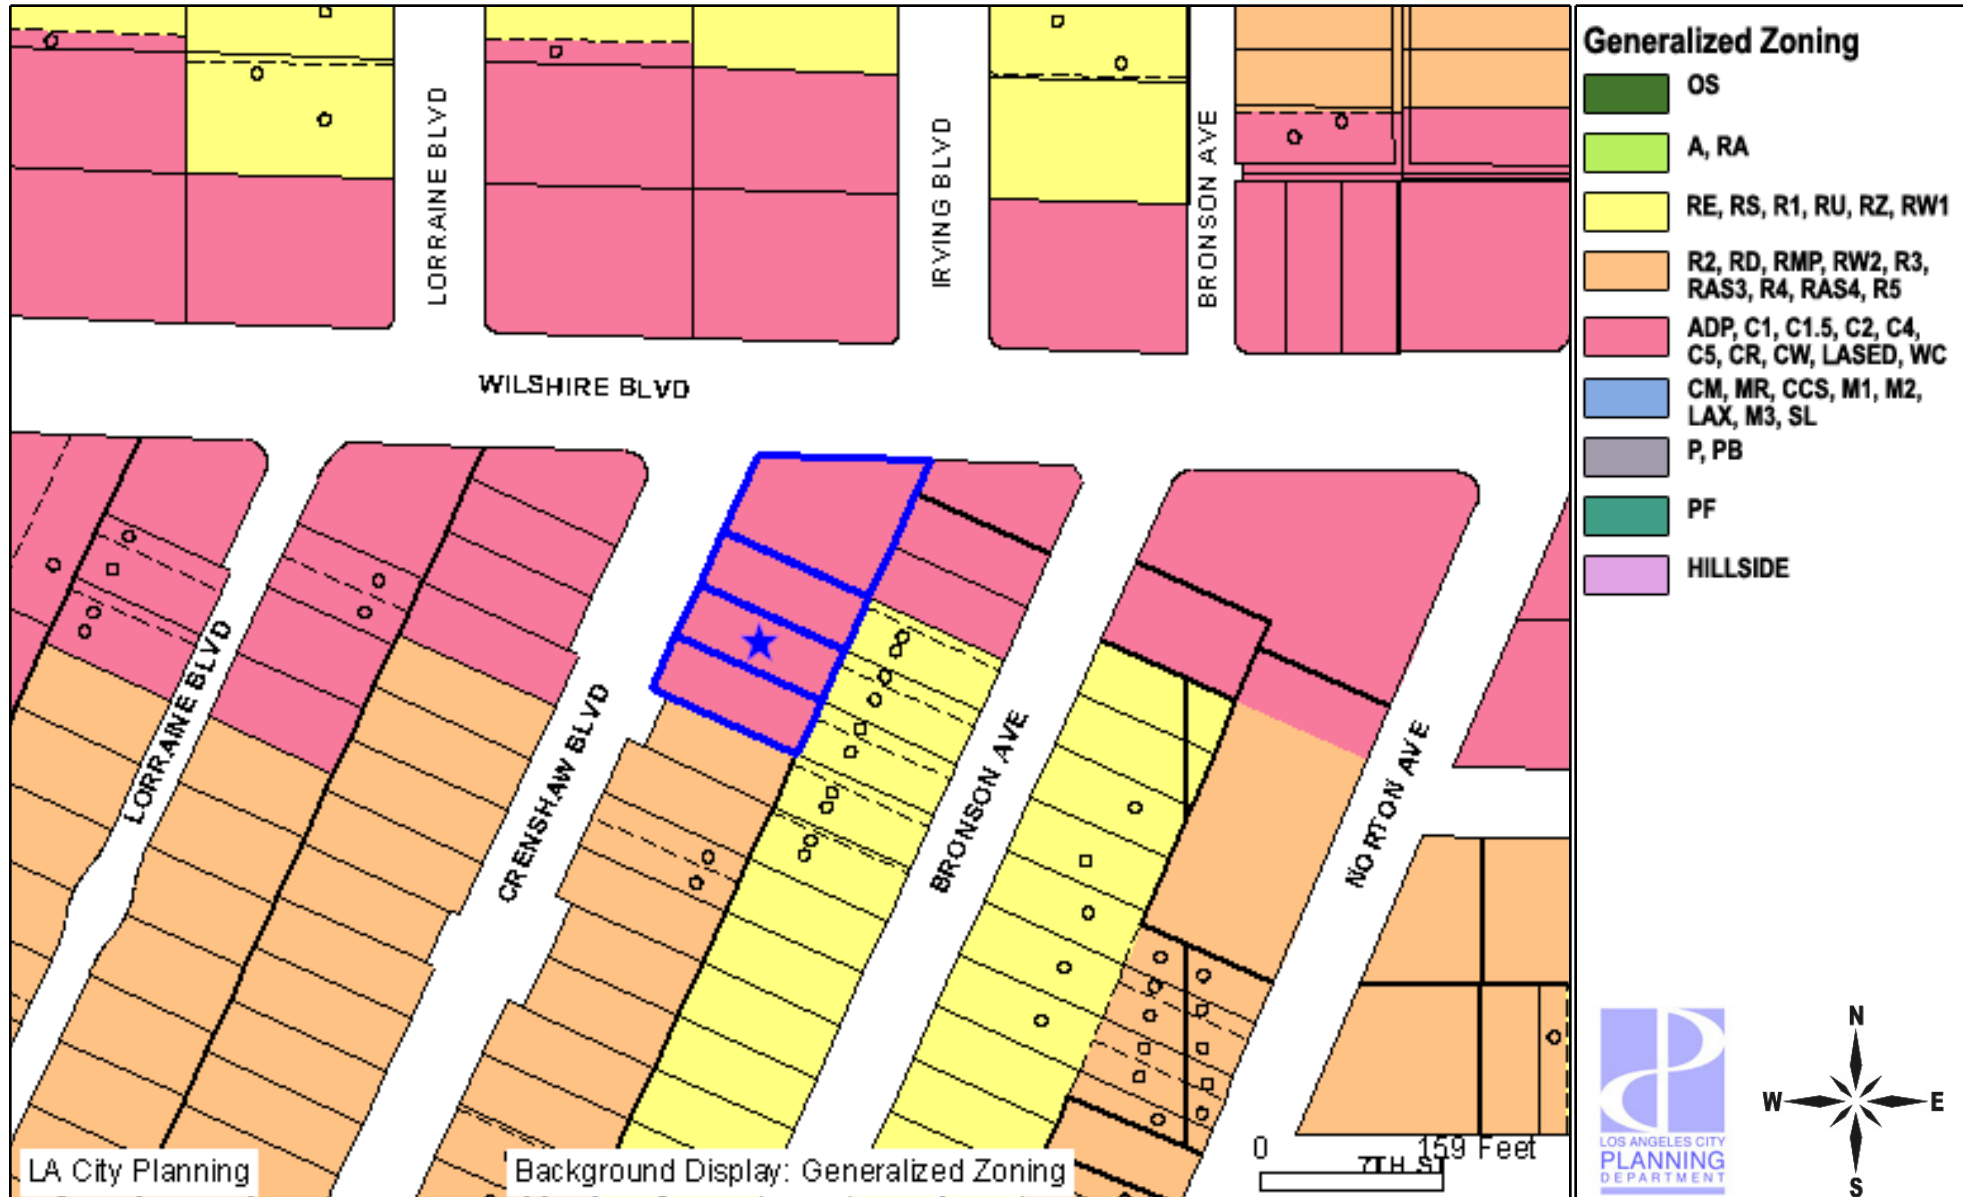 LORRAINE BLVD
IRVING BLVD
BRONSON AVE
WILSHIRE BLVD
LORRAINE BLVD
CRENSHAW BLVD
BRONSON AVE
NORTON AVE
LA City Planning
Background Display: Generalized Zoning
0 159 Feet
7TH ST
Generalized Zoning
OS
A, RA
RE, RS, R1, RU, RZ, RW1
R2, RD, RMP, RW2, R3,
RAS3, R4, RAS4, R5
ADP, C1, C1.5, C2, C4,
C5, CR, CW, LASED, WC
CM, MR, CCS, M1, M2,
LAX, M3, SL
P, PB
PF
HILLSIDE
LOS ANGELES CITY
PLANNING
DEPARTMENT
N
W E
S